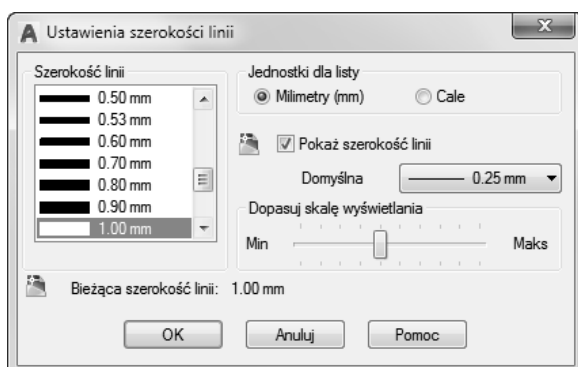 Ustawienia szerokości linii
Szerokość linii
0.50 mm
0.53 mm
0.60 mm
0.70 mm
0.80 mm
0.90 mm
1.00 mm
Jednostki dla listy
Milimetry (mm) Cale
Pokaż szerokość linii
Domyślna 0.25 mm
Dopasuj skalę wyświetlania
Min Maks
Bieżąca szerokość linii: 1.00 mm
OK Anuluj Pomoc